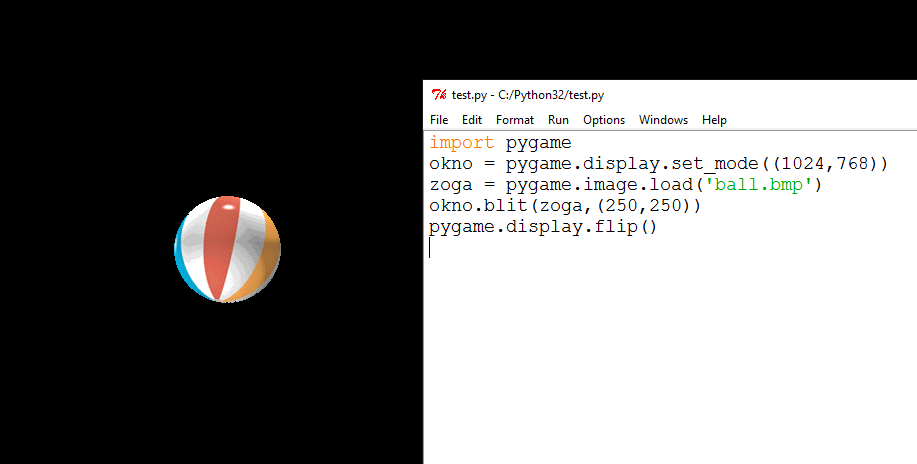 test.py - C:/Python32/test.py
File Edit Format Run Options Windows Help
import pygame
okno = pygame.display.set_mode((1024,768))
zoga = pygame.image.load('ball.bmp')
okno.blit(zoga,(250,250))
pygame.display.flip()